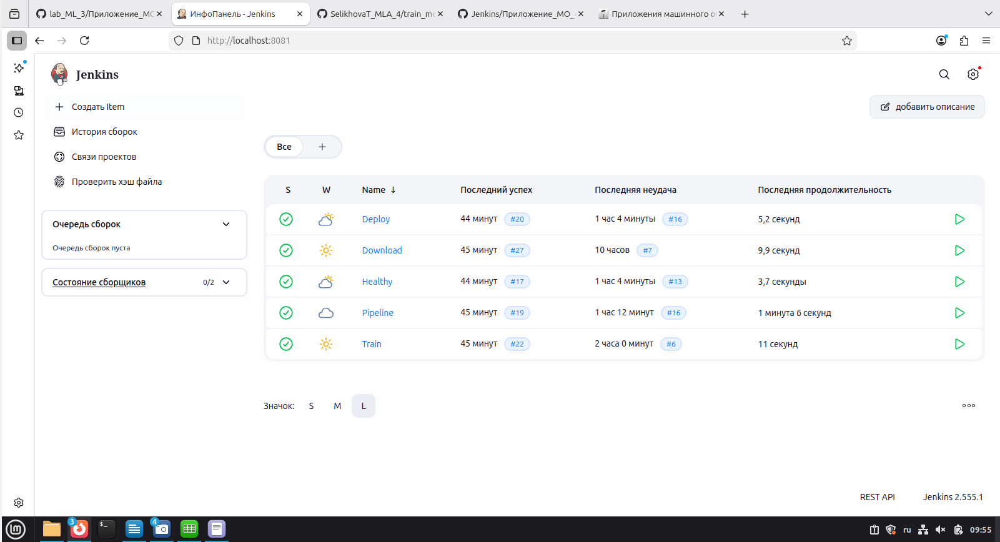 lab_ML_3/Приложение_МО
ИнфоПанель - Jenkins
SelikhovaT_MLA_4/train_mo
Jenkins/Приложение_МО_
Приложения машинного о
http://localhost:8081
Jenkins
Создать Item
История сборок
Связи проектов
Проверить хэш файла
Очередь сборок
Очередь сборок пуста
Состояние сборщиков 0/2
добавить описание
Все +
S W Name ↓ Последний успех Последняя неудача Последняя продолжительность
Deploy 44 минут #20 1 час 4 минуты #16 5,2 секунд
Download 45 минут #27 10 часов #7 9,9 секунд
Healthy 44 минут #17 1 час 4 минуты #13 3,7 секунды
Pipeline 45 минут #19 1 час 12 минут #16 1 минута 6 секунд
Train 45 минут #22 2 часа 0 минут #6 11 секунд
Значок: S M L
REST API Jenkins 2.555.1
3
4
ru 09:55